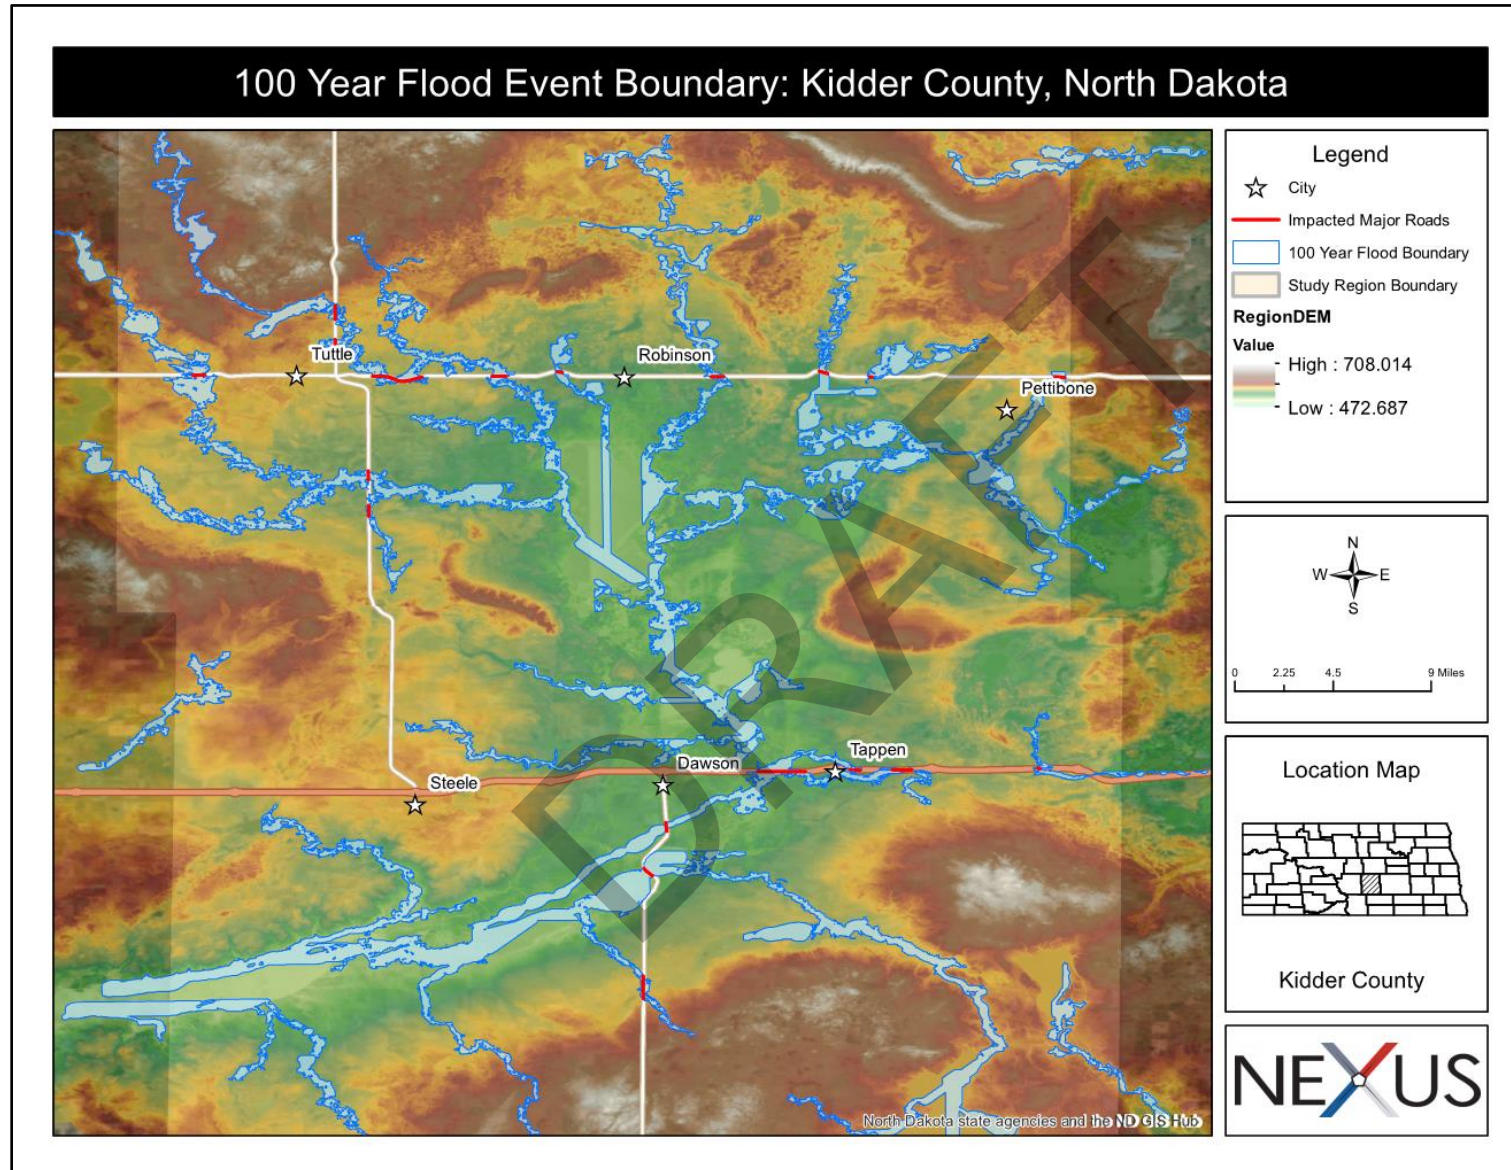 100 Year Flood Event Boundary: Kidder County, North Dakota
Tuttle
Robinson
Pettibone
Steele
Dawson
Tappen
DRAFT
North Dakota state agencies and the ND GIS Hub
Legend
City
Impacted Major Roads
100 Year Flood Boundary
Study Region Boundary
RegionDEM
Value
High : 708.014
Low : 472.687
N
W E
S
0 2.25 4.5 9 Miles
Location Map
Kidder County
NEXUS